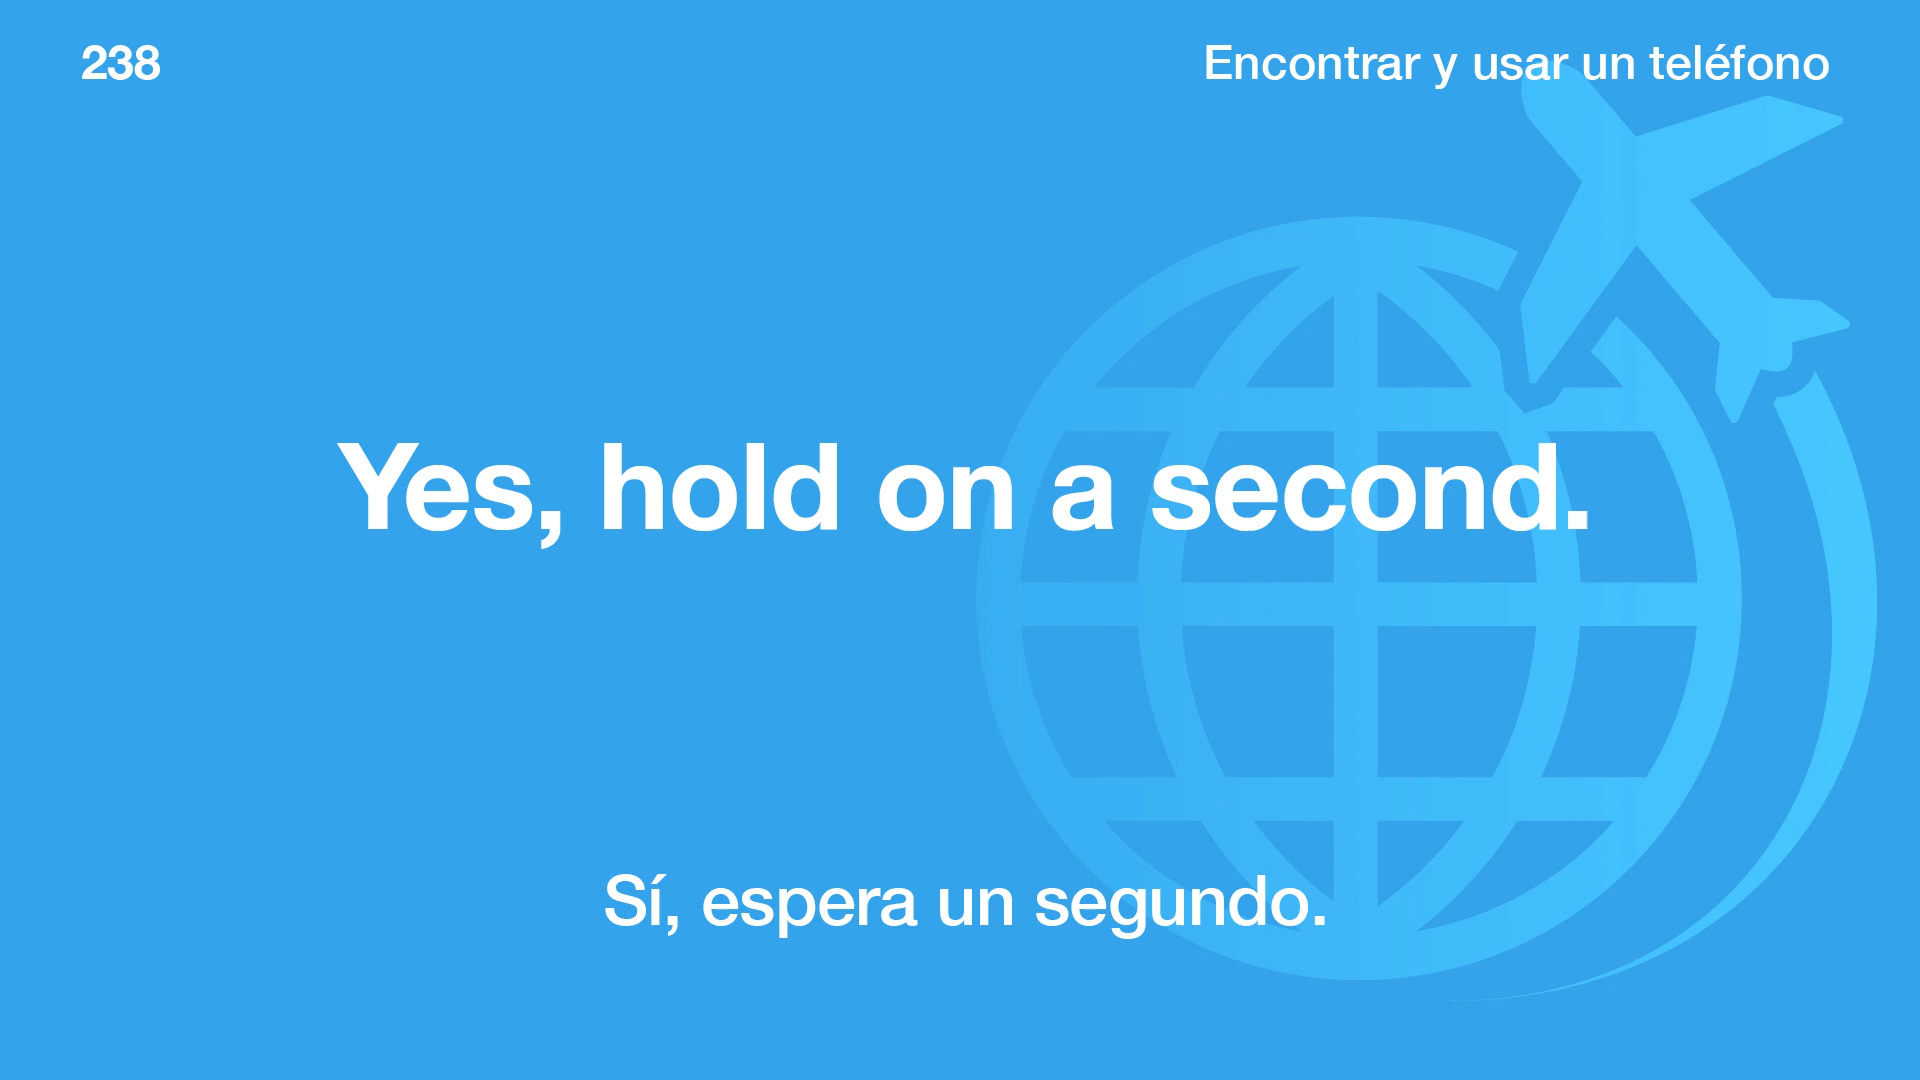 238
Encontrar y usar un teléfono
Yes, hold on a second.
Sí, espera un segundo.